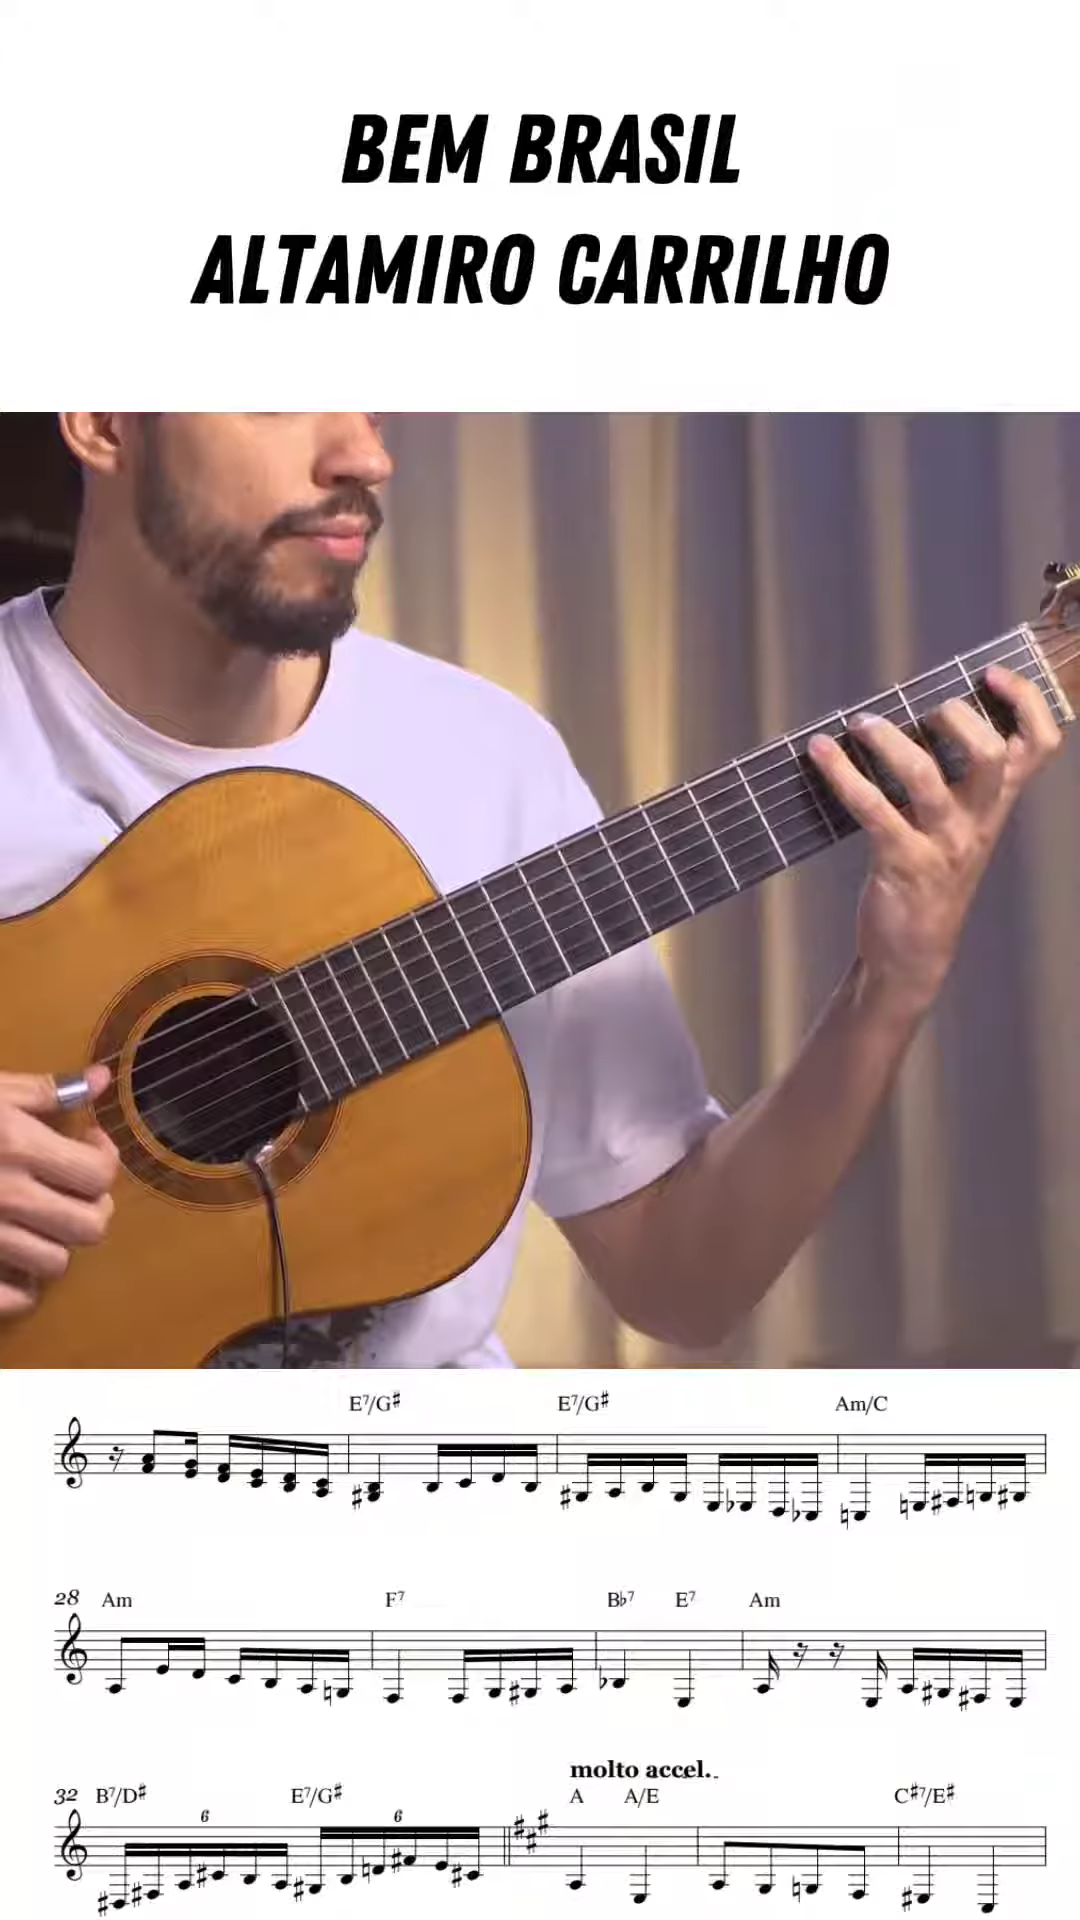 BEM BRASIL
ALTAMIRO CARRILHO
E⁷/G♯ E⁷/G♯ Am/C
28 Am F⁷ B♭⁷ E⁷ Am
molto accel.
32 B⁷/D♯ 6 E⁷/G♯ 6 A A/E C♯⁷/E♯